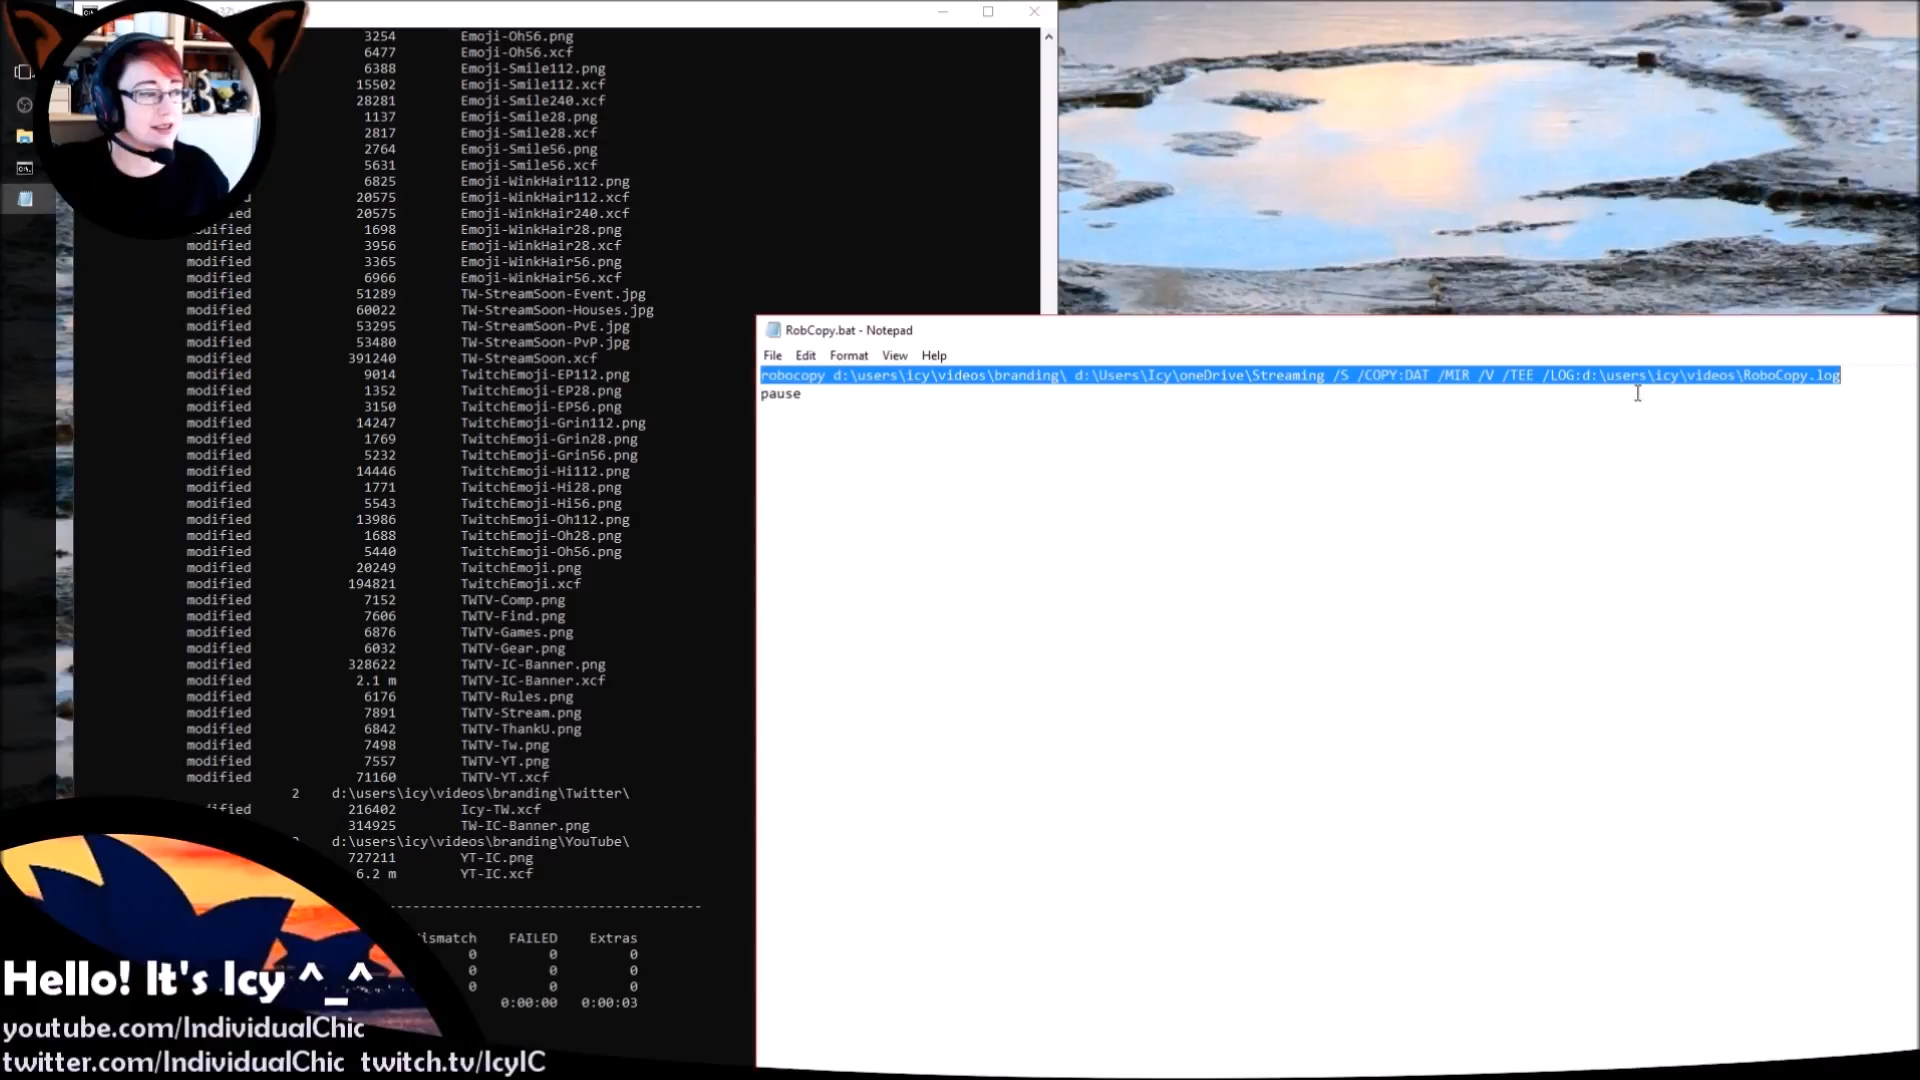 3254 Emoji-Oh56.png
6477 Emoji-Oh56.xcf
6388 Emoji-Smile112.png
15502 Emoji-Smile112.xcf
28281 Emoji-Smile240.xcf
1137 Emoji-Smile28.png
2817 Emoji-Smile28.xcf
2764 Emoji-Smile56.png
5631 Emoji-Smile56.xcf
6825 Emoji-WinkHair112.png
modified 20575 Emoji-WinkHair112.xcf
20575 Emoji-WinkHair240.xcf
modified 1698 Emoji-WinkHair28.png
modified 3956 Emoji-WinkHair28.xcf
modified 3365 Emoji-WinkHair56.png
modified 6966 Emoji-WinkHair56.xcf
modified 51289 TW-StreamSoon-Event.jpg
modified 60022 TW-StreamSoon-Houses.jpg
modified 53295 TW-StreamSoon-PvE.jpg
modified 53480 TW-StreamSoon-PvP.jpg
modified 391240 TW-StreamSoon.xcf
modified 9014 TwitchEmoji-EP112.png
modified 1352 TwitchEmoji-EP28.png
modified 3150 TwitchEmoji-EP56.png
modified 14247 TwitchEmoji-Grin112.png
modified 1769 TwitchEmoji-Grin28.png
modified 5232 TwitchEmoji-Grin56.png
modified 14446 TwitchEmoji-Hi112.png
modified 1771 TwitchEmoji-Hi28.png
modified 5543 TwitchEmoji-Hi56.png
modified 13986 TwitchEmoji-Oh112.png
modified 1688 TwitchEmoji-Oh28.png
modified 5440 TwitchEmoji-Oh56.png
modified 20249 TwitchEmoji.png
modified 194821 TwitchEmoji.xcf
modified 7152 TWTV-Comp.png
modified 7606 TWTV-Find.png
modified 6876 TWTV-Games.png
modified 6032 TWTV-Gear.png
modified 328622 TWTV-IC-Banner.png
modified 2.1 m TWTV-IC-Banner.xcf
modified 6176 TWTV-Rules.png
modified 7891 TWTV-Stream.png
modified 6842 TWTV-ThankU.png
modified 7498 TWTV-Tw.png
modified 7557 TWTV-YT.png
modified 71160 TWTV-YT.xcf
2 d:\users\icy\videos\branding\Twitter\
216402 Icy-TW.xcf
314925 TW-IC-Banner.png
d:\users\icy\videos\branding\YouTube\
727211 YT-IC.png
6.2 m YT-IC.xcf
----------------------------------------
ismatch FAILED Extras
0 0 0
0 0 0
0 0 0
0:00:00 0:00:03
RobCopy.bat - Notepad
File Edit Format View Help
robocopy d:\users\icy\videos\branding\ d:\Users\Icy\oneDrive\Streaming /S /COPY:DAT /MIR /V /TEE /LOG:d:\users\icy\videos\RoboCopy.log
pause
Hello! It's Icy ^_^
youtube.com/IndividualChic
twitter.com/IndividualChic twitch.tv/IcyIC